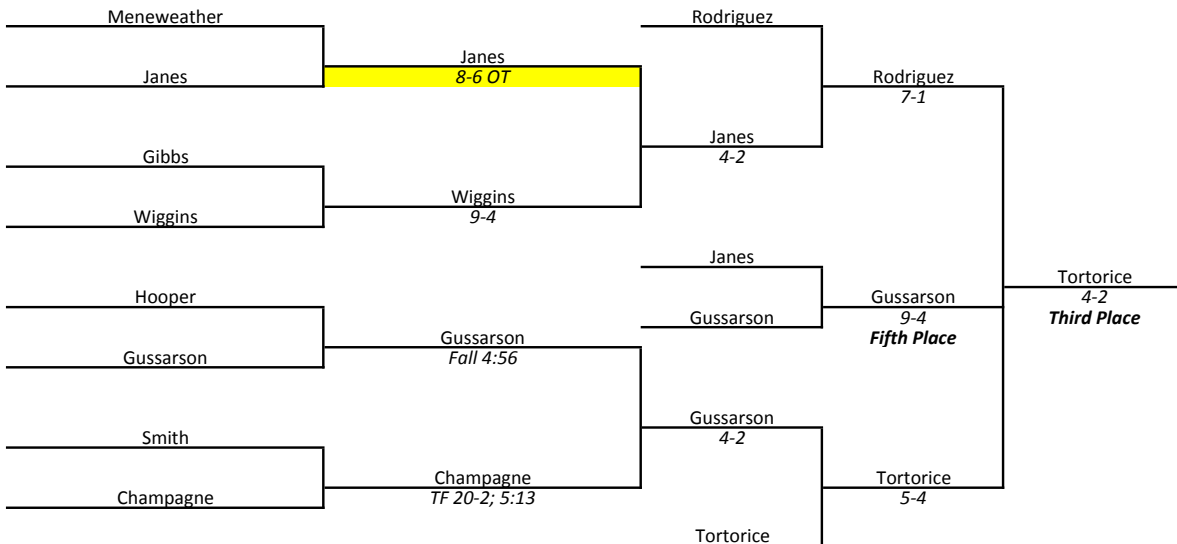 Meneweather
Rodriguez
Janes
8-6 OT
Janes
Rodriguez
7-1
Janes
4-2
Gibbs
Wiggins
9-4
Wiggins
Janes
Tortorice
4-2
Third Place
Hooper
Gussarson
9-4
Fifth Place
Gussarson
Gussarson
Fall 4:56
Gussarson
Gussarson
4-2
Smith
Champagne
TF 20-2; 5:13
Tortorice
5-4
Champagne
Tortorice